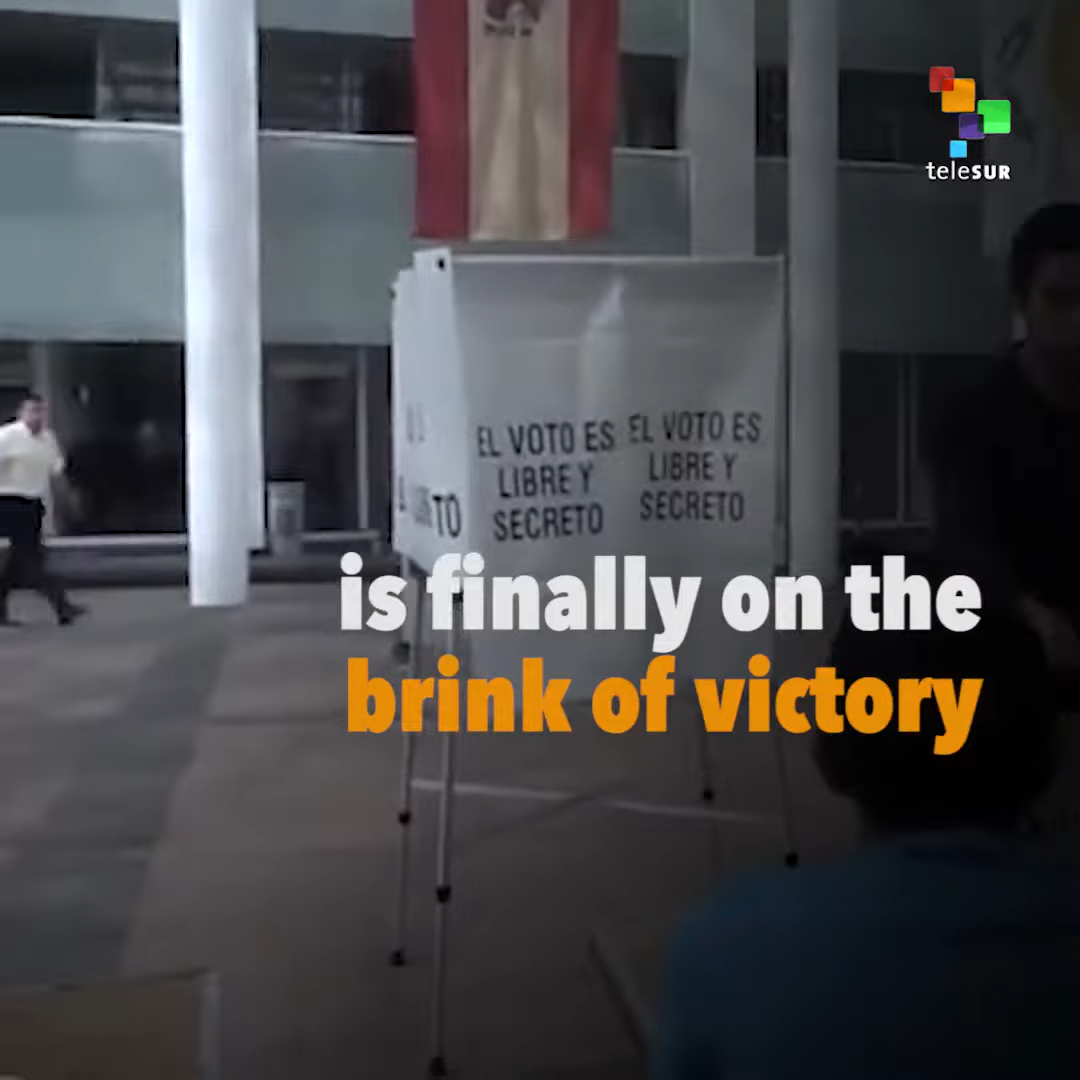 teleSUR
EL VOTO ES
LIBRE Y
SECRETO
EL VOTO ES
LIBRE Y
SECRETO
TO
is finally on the
brink of victory